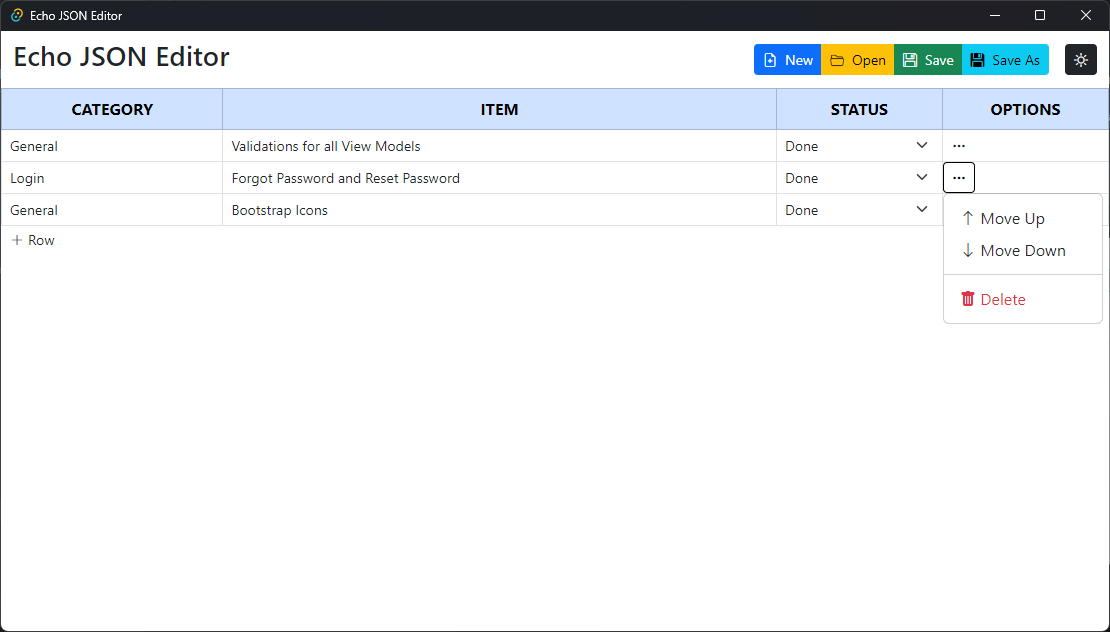 Echo JSON Editor
Echo JSON Editor
New Open Save Save As
CATEGORY ITEM STATUS OPTIONS
General Validations for all View Models Done ...
Login Forgot Password and Reset Password Done ...
General Bootstrap Icons Done
Move Up
+ Row
Move Down
Delete